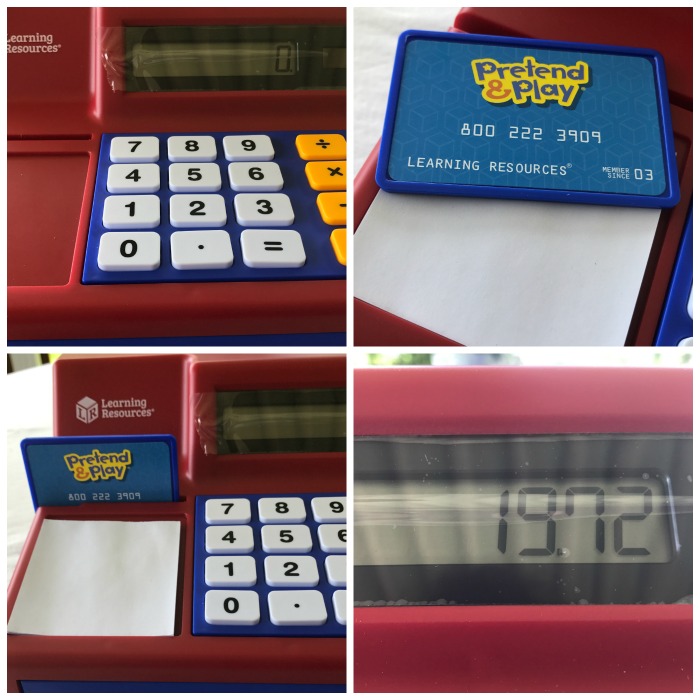 Learning
Resources®
0.
7 8 9 ÷
4 5 6 ×
1 2 3 -
0 . =
Pretend
& Play®
800 222 3909
LEARNING RESOURCES®
MEMBER
SINCE 03
LR Learning
Resources®
Pretend
& Play
800 222 3909
7 8 9
4 5 6
1 2
0 .
19.72